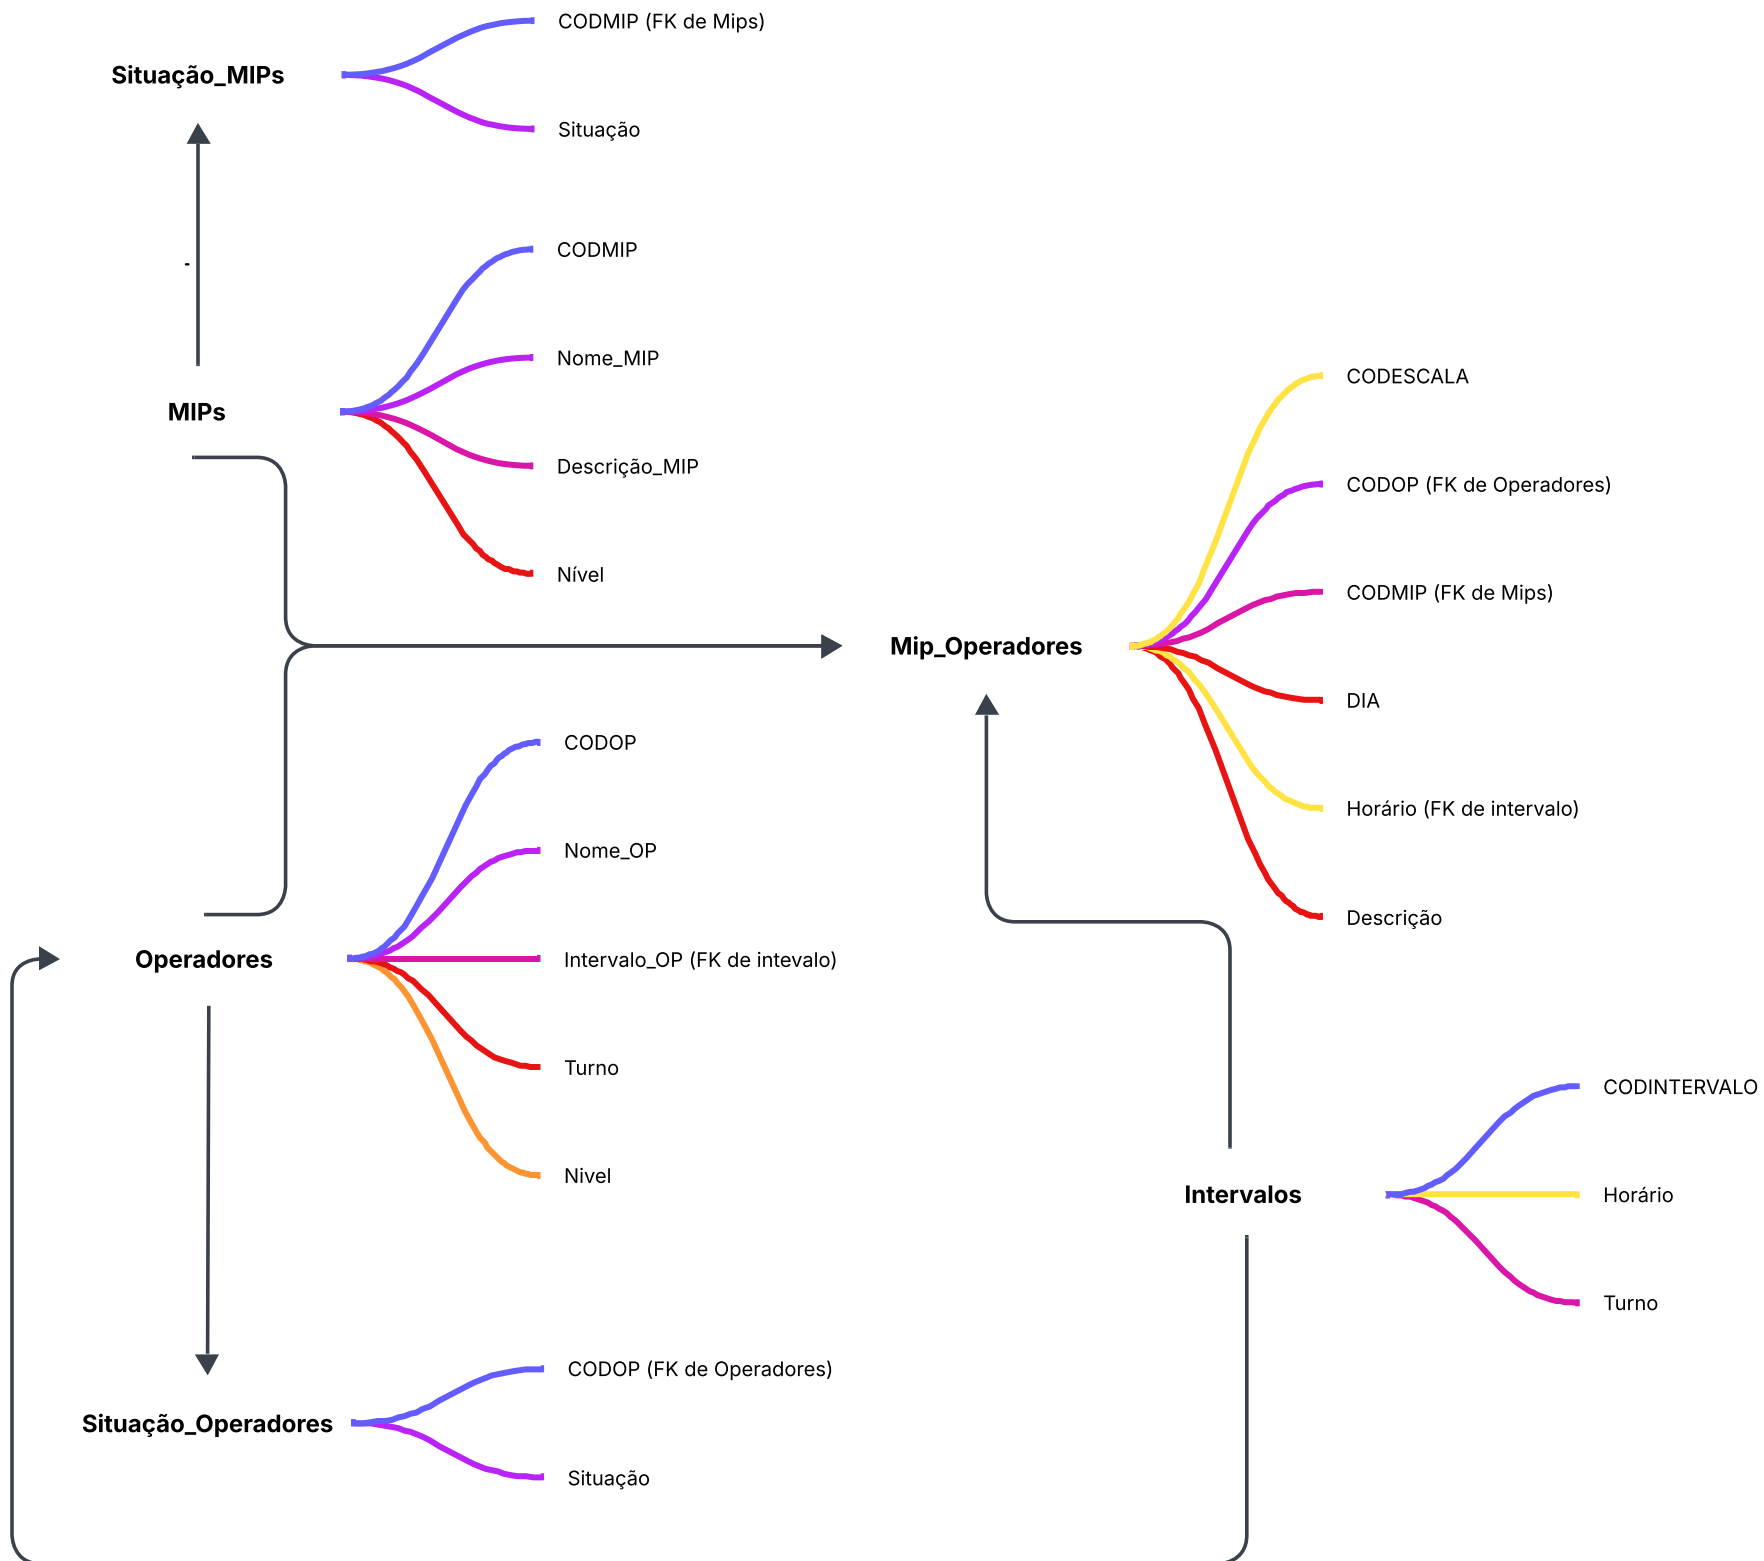 Situação_MIPs
CODMIP (FK de Mips)
Situação
-
MIPs
CODMIP
Nome_MIP
Descrição_MIP
Nível
Mip_Operadores
CODESCALA
CODOP (FK de Operadores)
CODMIP (FK de Mips)
DIA
Horário (FK de intervalo)
Descrição
Operadores
CODOP
Nome_OP
Intervalo_OP (FK de intevalo)
Turno
Nivel
Intervalos
CODINTERVALO
Horário
Turno
Situação_Operadores
CODOP (FK de Operadores)
Situação